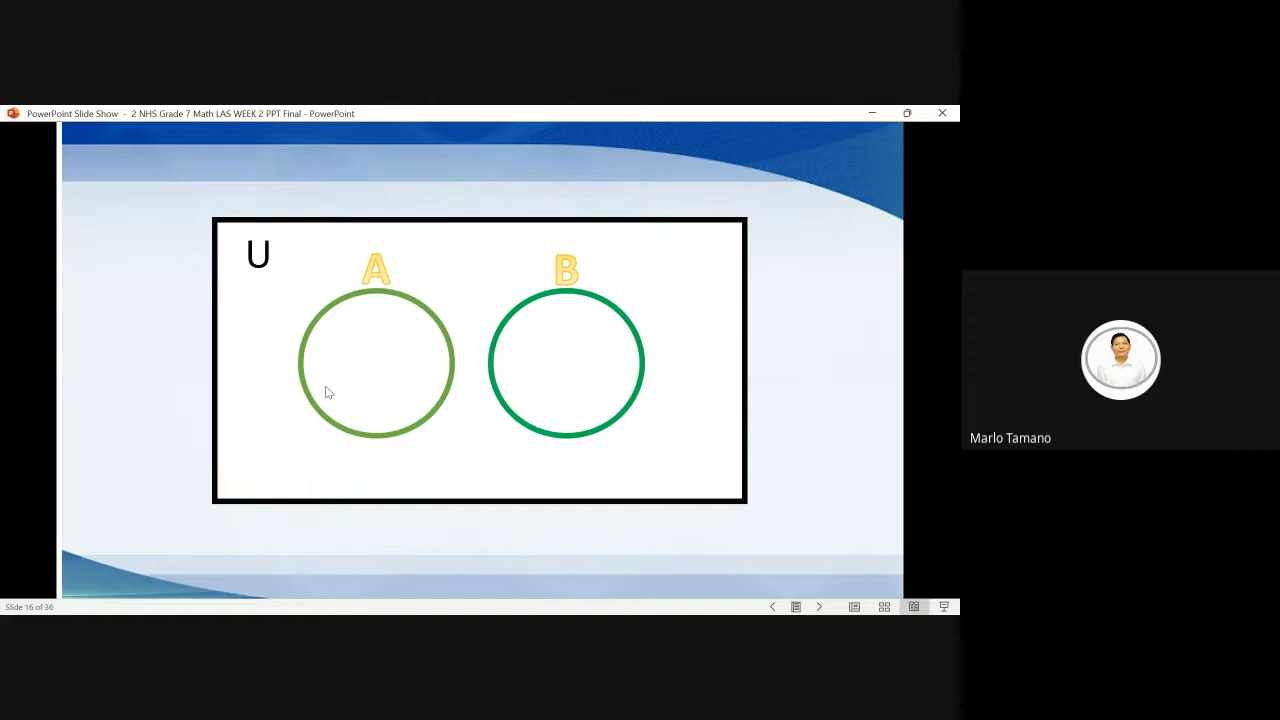 PowerPoint Slide Show - 2 NHS Grade 7 Math LAS WEEK 2 PPT Final - PowerPoint
U
A B
Marlo Tamano
Slide 16 of 36